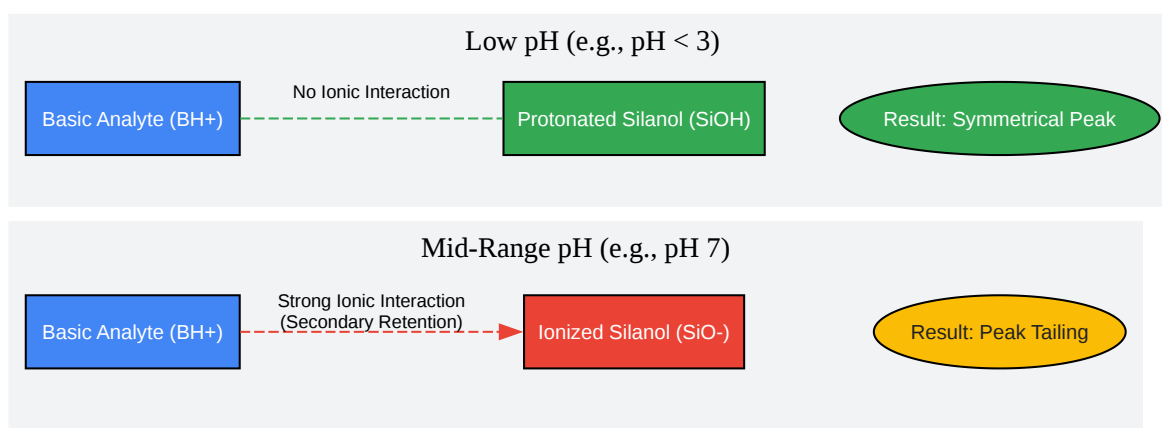 Low pH (e.g., pH < 3)
Basic Analyte (BH+)
No Ionic Interaction
Protonated Silanol (SiOH)
Result: Symmetrical Peak
Mid-Range pH (e.g., pH 7)
Basic Analyte (BH+)
Strong Ionic Interaction
(Secondary Retention)
Ionized Silanol (SiO-)
Result: Peak Tailing